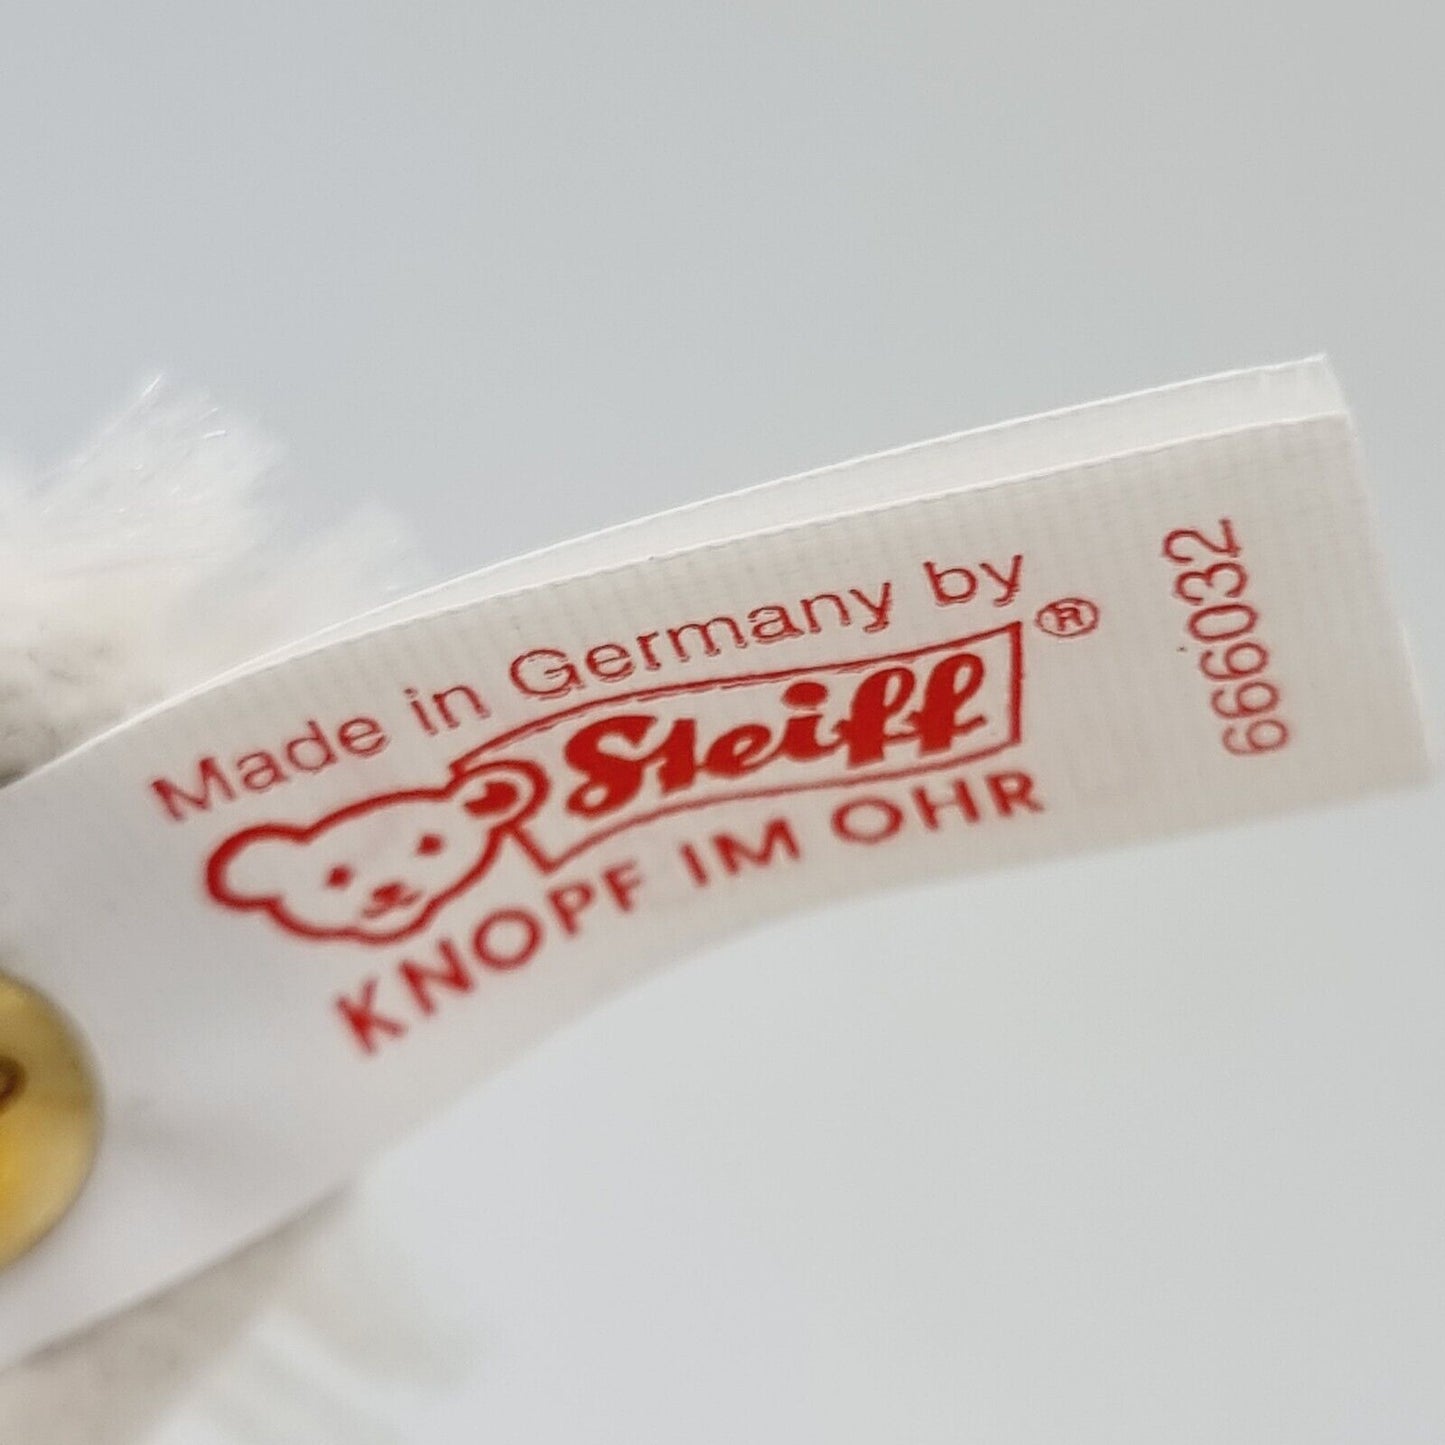 Made in Germany by
Steiff®
KNOPF IM OHR
666032